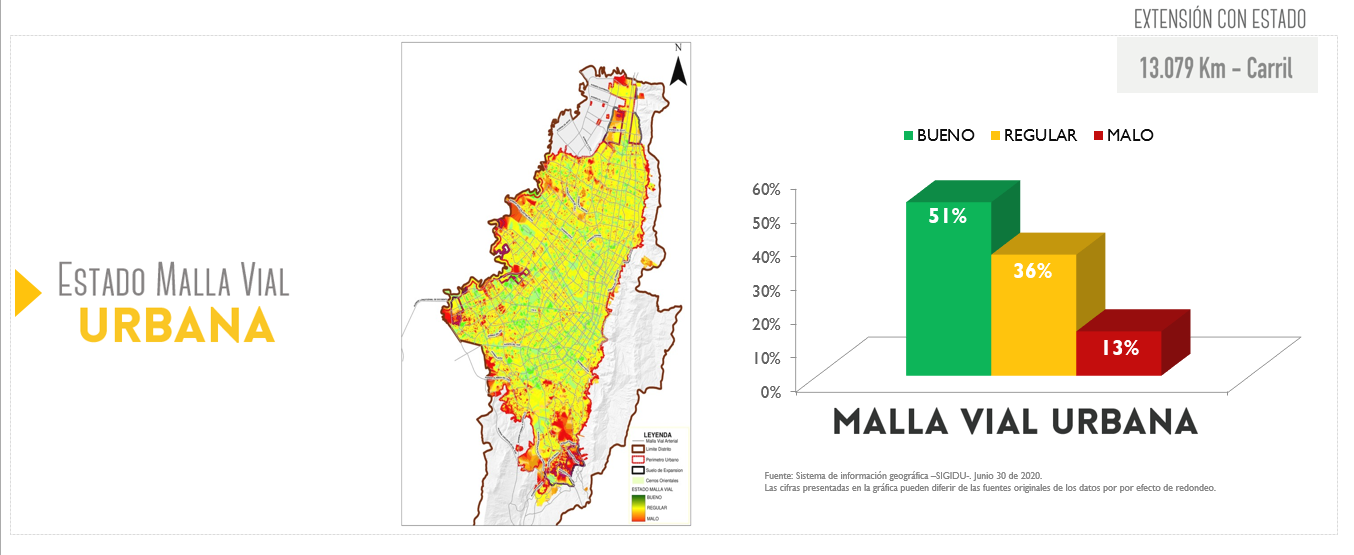 EXTENSIÓN CON ESTADO
13.079 Km - Carril
ESTADO MALLA VIAL
URBANA
N
LEYENDA
Malla Vial Arterial
Límite Distrito
Perímetro Urbano
Suelo de Expansion
Cerros Orientales
ESTADO MALLA VIAL
BUENO
REGULAR
MALO
BUENO REGULAR MALO
60%
50%
40%
30%
20%
10%
0%
51%
36%
13%
MALLA VIAL URBANA
Fuente: Sistema de información geográfica –SIGIDU-. Junio 30 de 2020.
Las cifras presentadas en la gráfica pueden diferir de las fuentes originales de los datos por por efecto de redondeo.